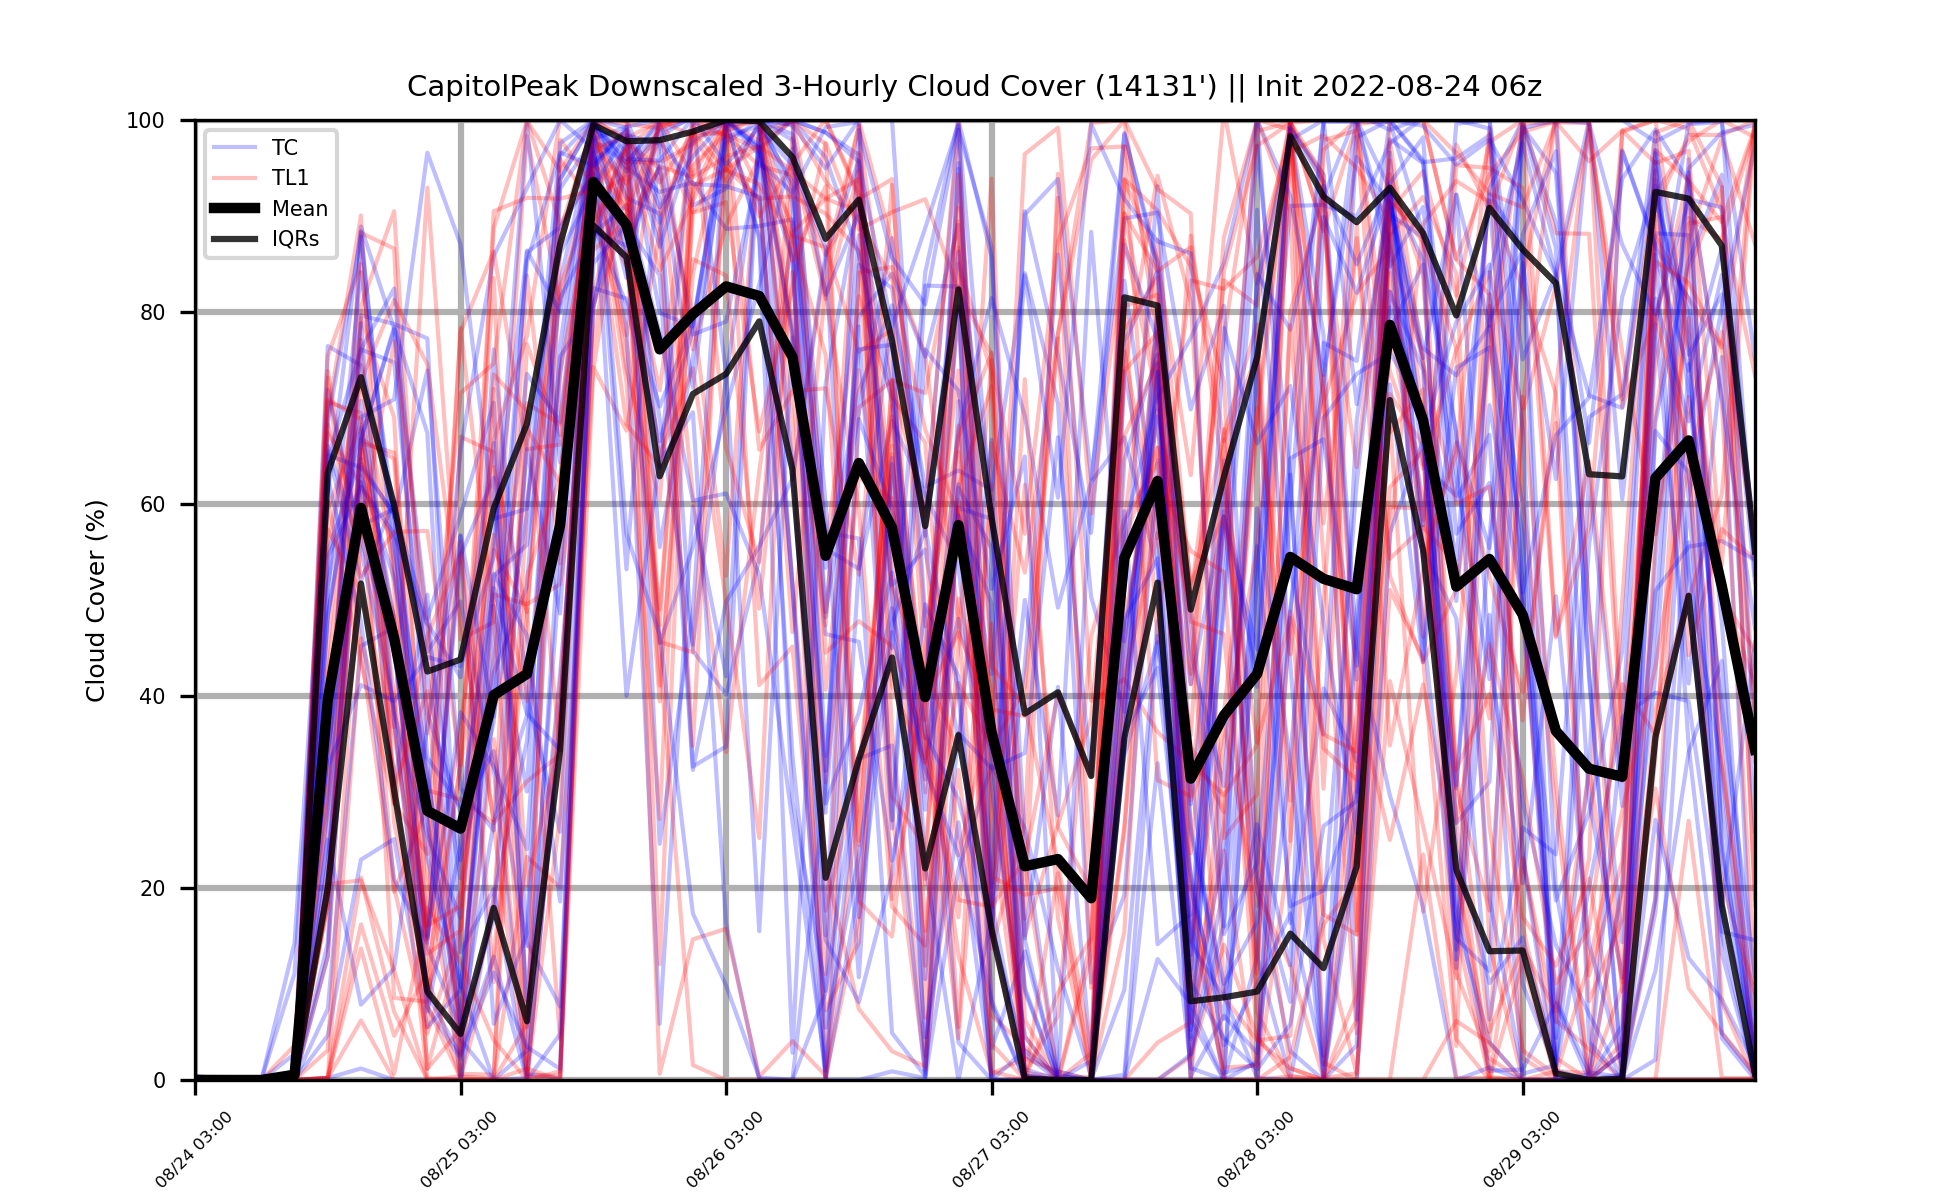 CapitolPeak Downscaled 3-Hourly Cloud Cover (14131') || Init 2022-08-24 06z
100
80
60
40
20
0
Cloud Cover (%)
TC
TL1
Mean
IQRs
08/24 03:00
08/25 03:00
08/26 03:00
08/27 03:00
08/28 03:00
08/29 03:00